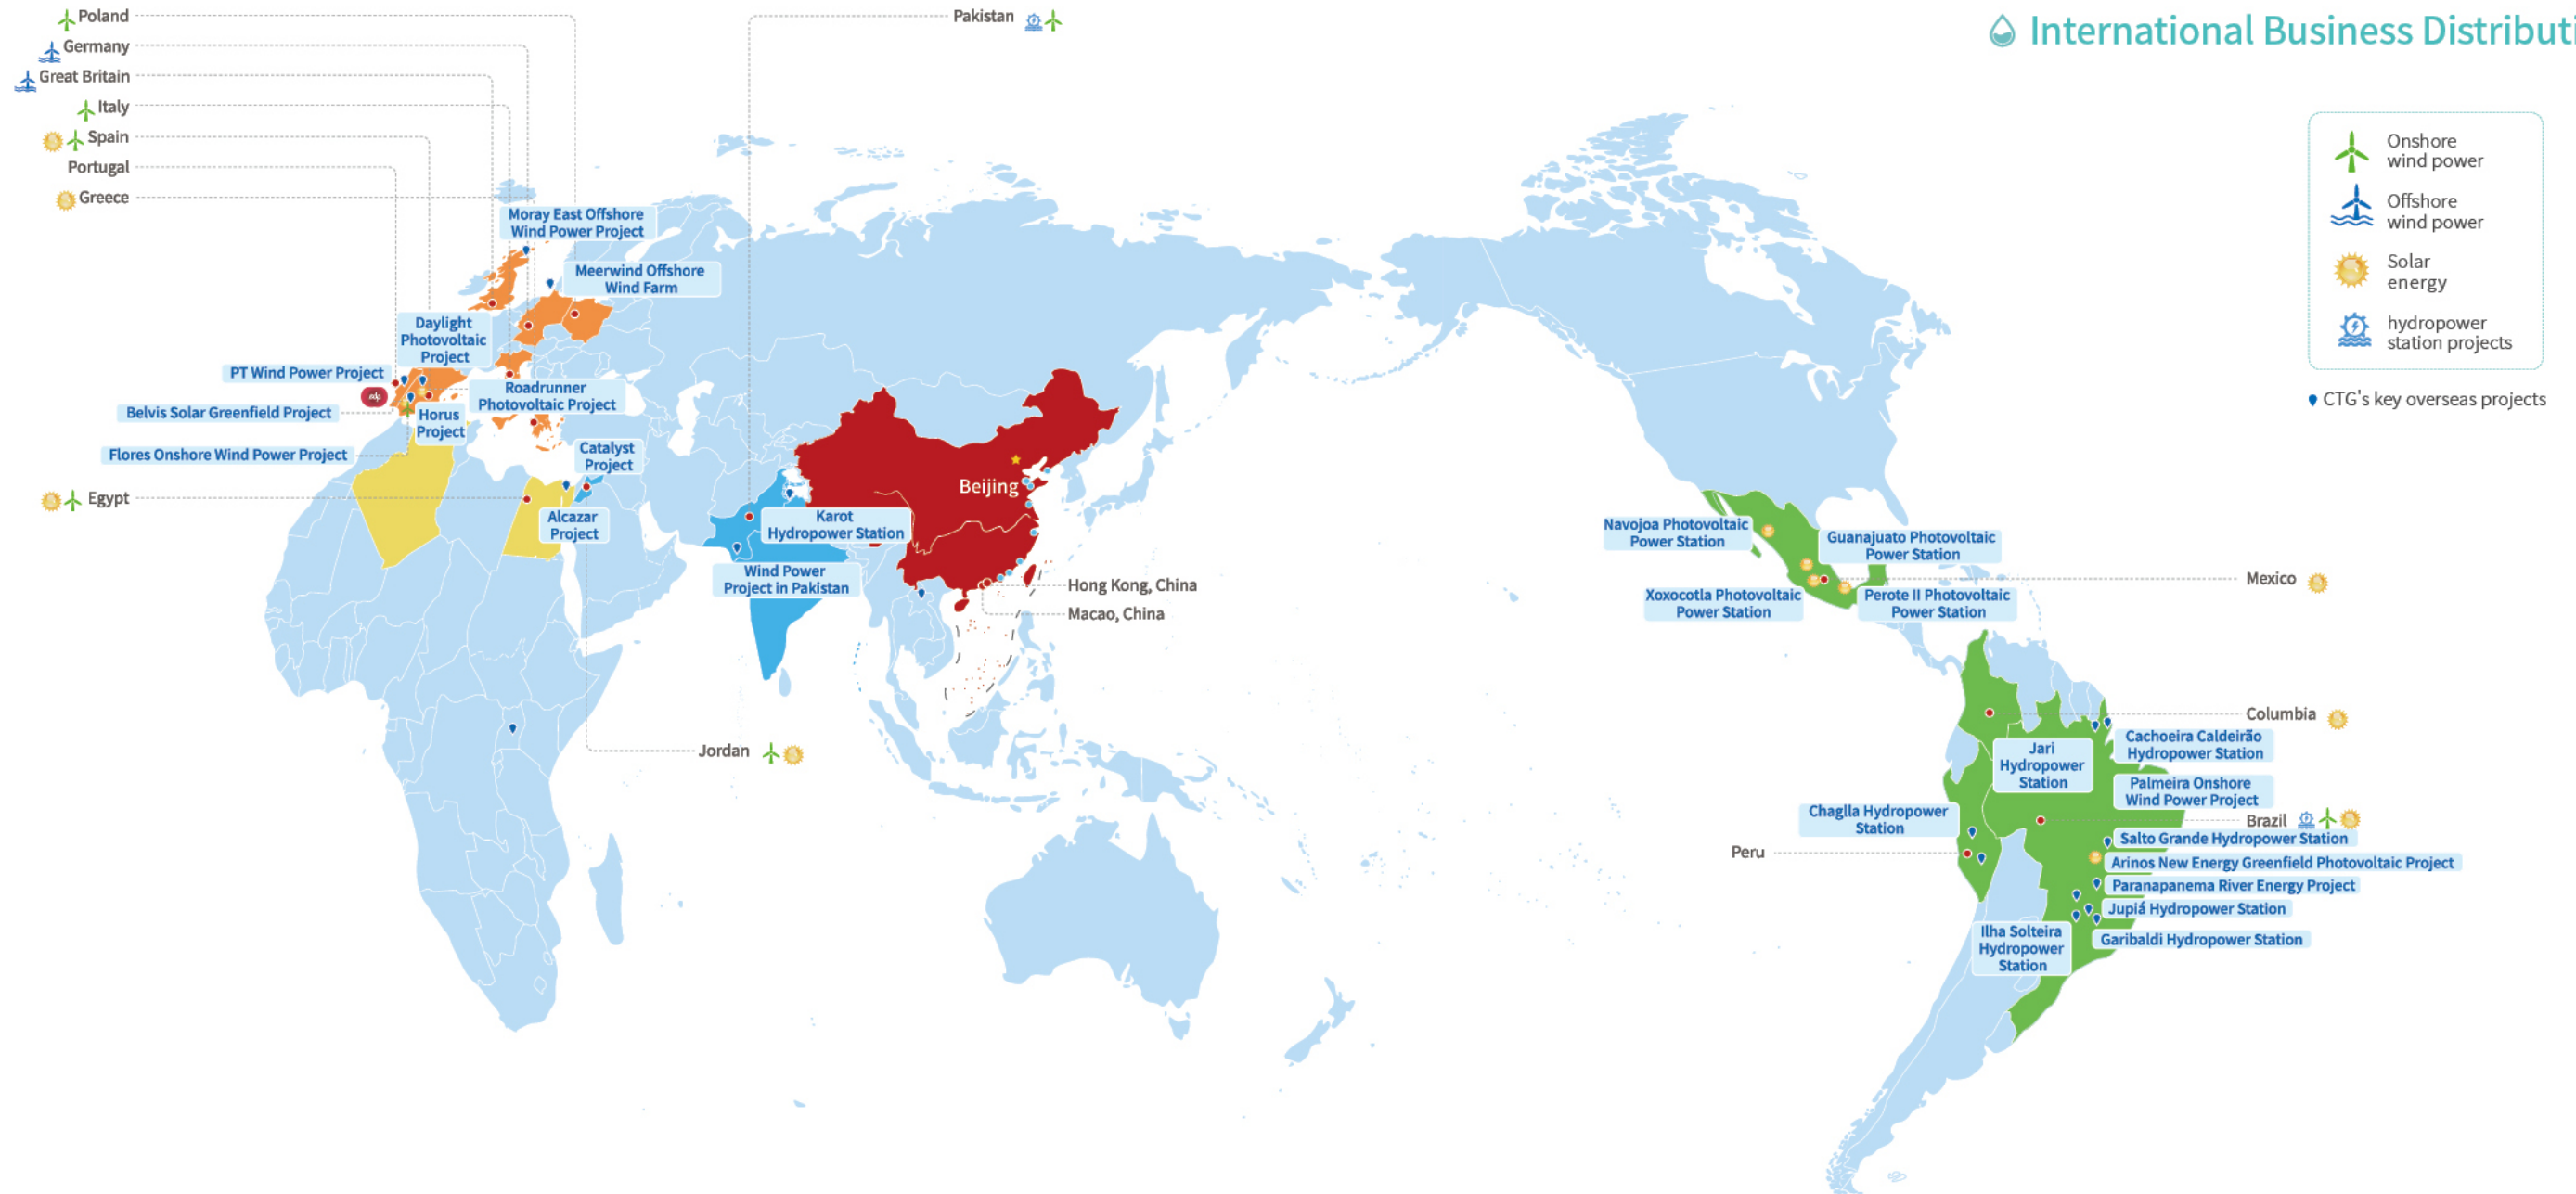 International Business Distributi
Poland
Germany
Great Britain
Italy
Spain
Portugal
Greece
Pakistan
Onshore
wind power
Offshore
wind power
Solar
energy
hydropower
station projects
CTG's key overseas projects
Moray East Offshore
Wind Power Project
Meerwind Offshore
Wind Farm
Daylight
Photovoltaic
Project
PT Wind Power Project
edp
Roadrunner
Photovoltaic Project
Belvis Solar Greenfield Project
Horus
Project
Flores Onshore Wind Power Project
Catalyst
Project
Egypt
Alcazar
Project
Beijing
Karot
Hydropower Station
Wind Power
Project in Pakistan
Hong Kong, China
Macao, China
Jordan
Navojoa Photovoltaic
Power Station
Guanajuato Photovoltaic
Power Station
Mexico
Xoxocotla Photovoltaic
Power Station
Perote II Photovoltaic
Power Station
Columbia
Cachoeira Caldeirão
Hydropower Station
Jari
Hydropower
Station
Palmeira Onshore
Wind Power Project
Chaglla Hydropower
Station
Brazil
Salto Grande Hydropower Station
Peru
Arinos New Energy Greenfield Photovoltaic Project
Paranapanema River Energy Project
Jupiá Hydropower Station
Ilha Solteira
Hydropower
Station
Garibaldi Hydropower Station